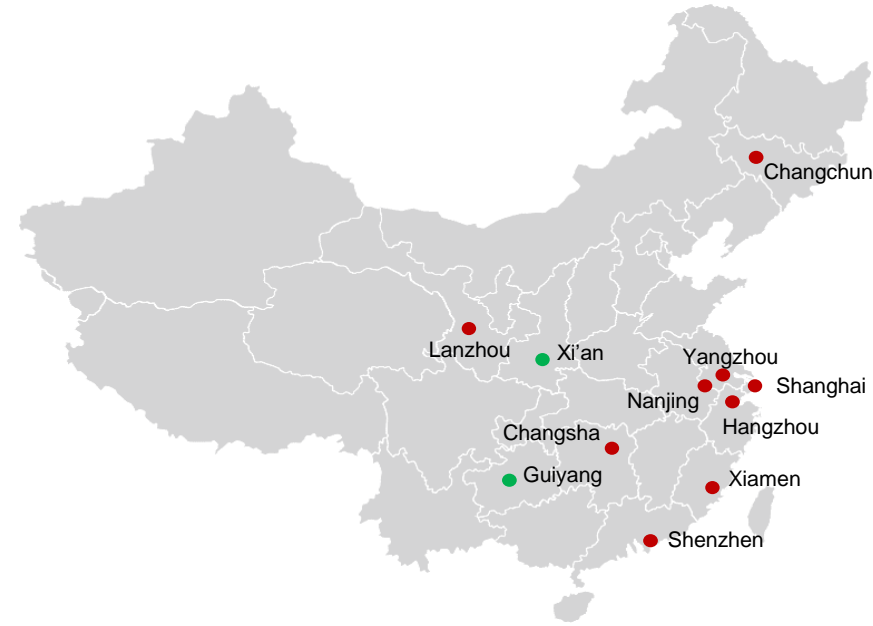 Changchun
Lanzhou
Xi’an
Yangzhou
Shanghai
Nanjing
Hangzhou
Changsha
Guiyang
Xiamen
Shenzhen